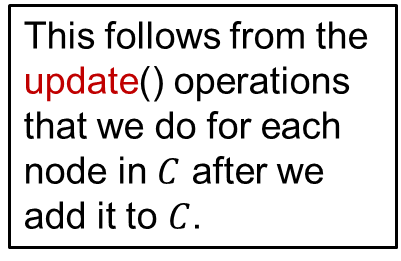 This follows from the
update() operations
that we do for each
node in 𝐶 after we
add it to 𝐶.